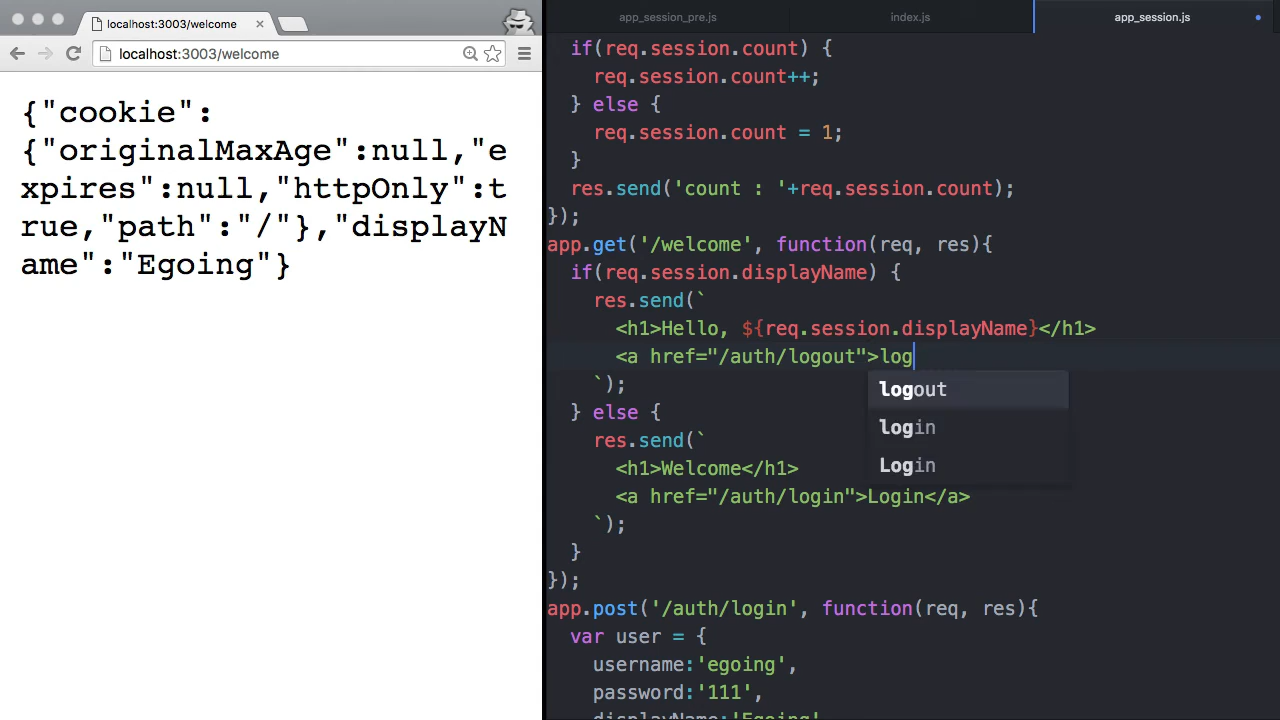 localhost:3003/welcome
localhost:3003/welcome
{"cookie":
{"originalMaxAge":null,"e
xpires":null,"httpOnly":t
rue,"path":"/"},"displayN
ame":"Egoing"}
app_session_pre.js
index.js
app_session.js
if(req.session.count) {
req.session.count++;
} else {
req.session.count = 1;
}
res.send('count : '+req.session.count);
});
app.get('/welcome', function(req, res){
if(req.session.displayName) {
res.send(`
<h1>Hello, ${req.session.displayName}</h1>
<a href="/auth/logout">log
`);
logout
login
Login
} else {
res.send(`
<h1>Welcome</h1>
<a href="/auth/login">Login</a>
`);
}
});
app.post('/auth/login', function(req, res){
var user = {
username:'egoing',
password:'111',
displayName:'Egoing'